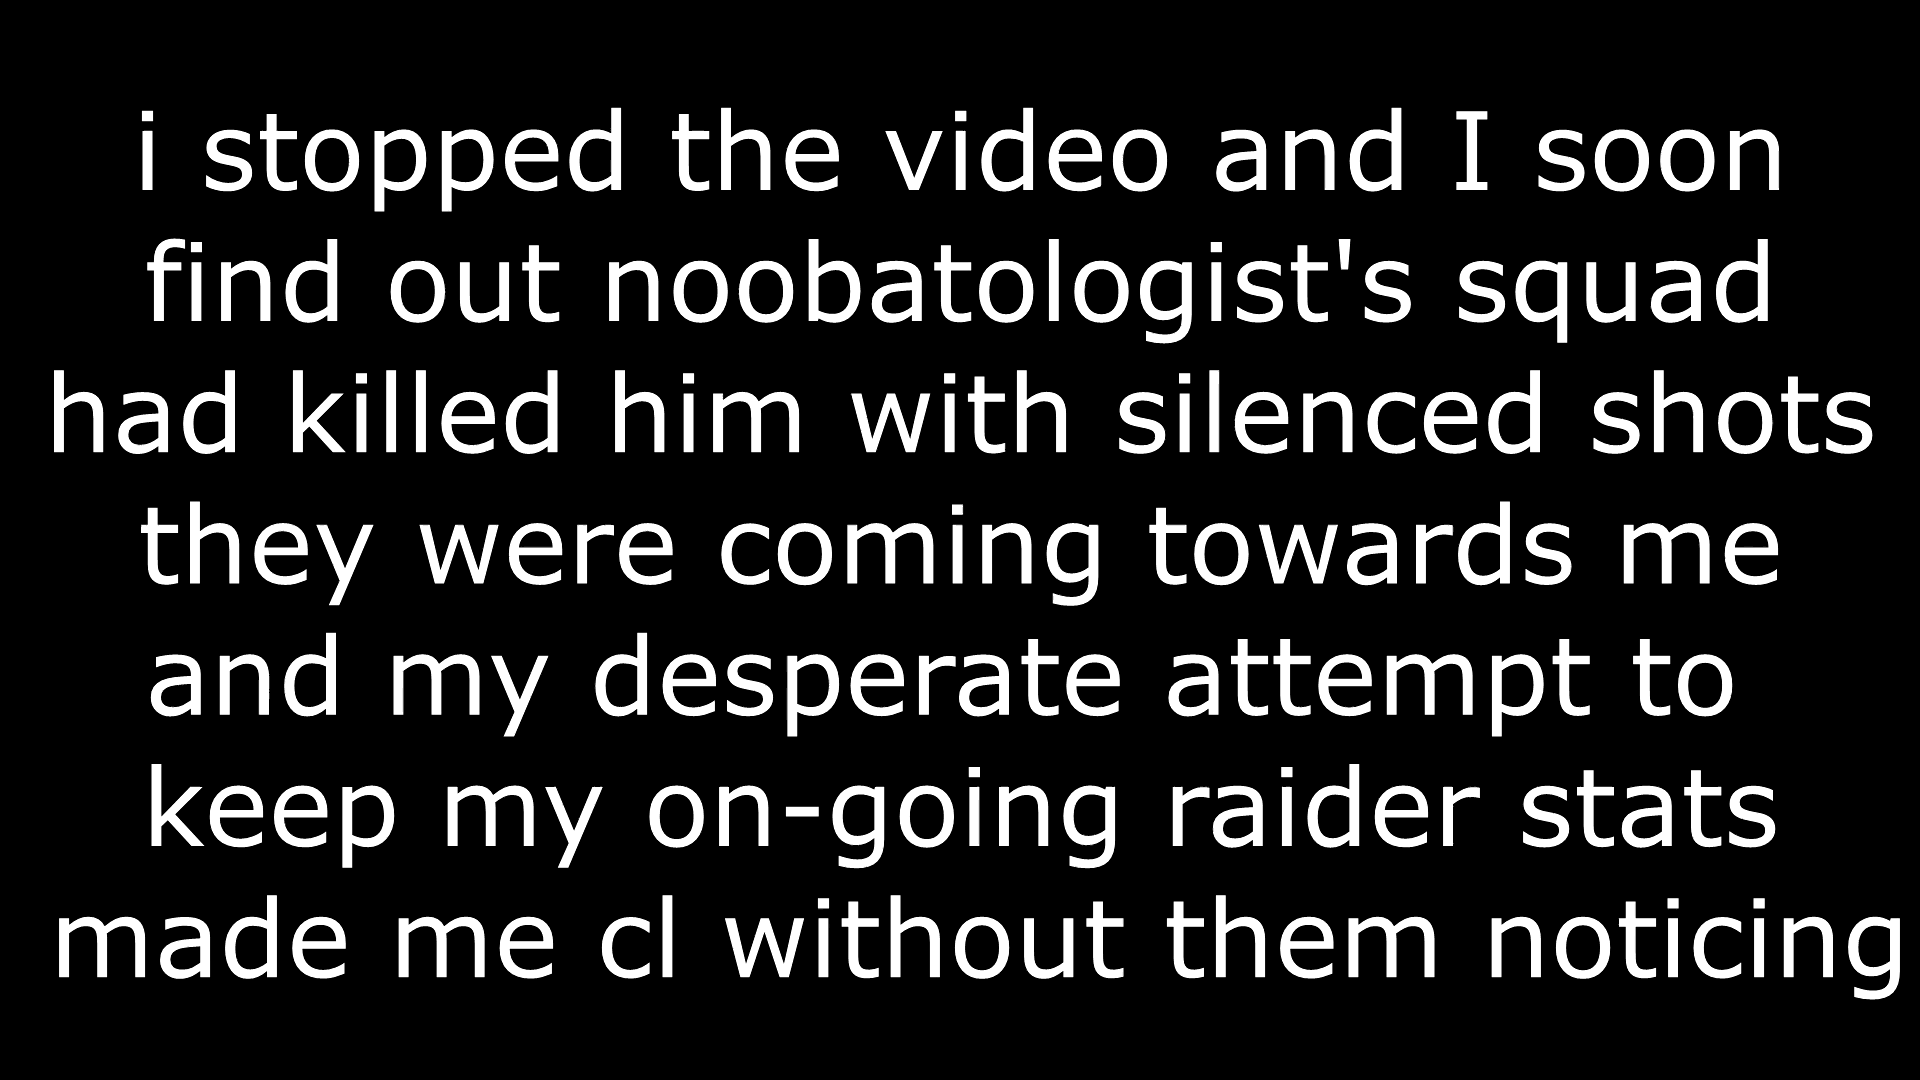 i stopped the video and I soon
find out noobatologist's squad
had killed him with silenced shots
they were coming towards me
and my desperate attempt to
keep my on-going raider stats
made me cl without them noticing